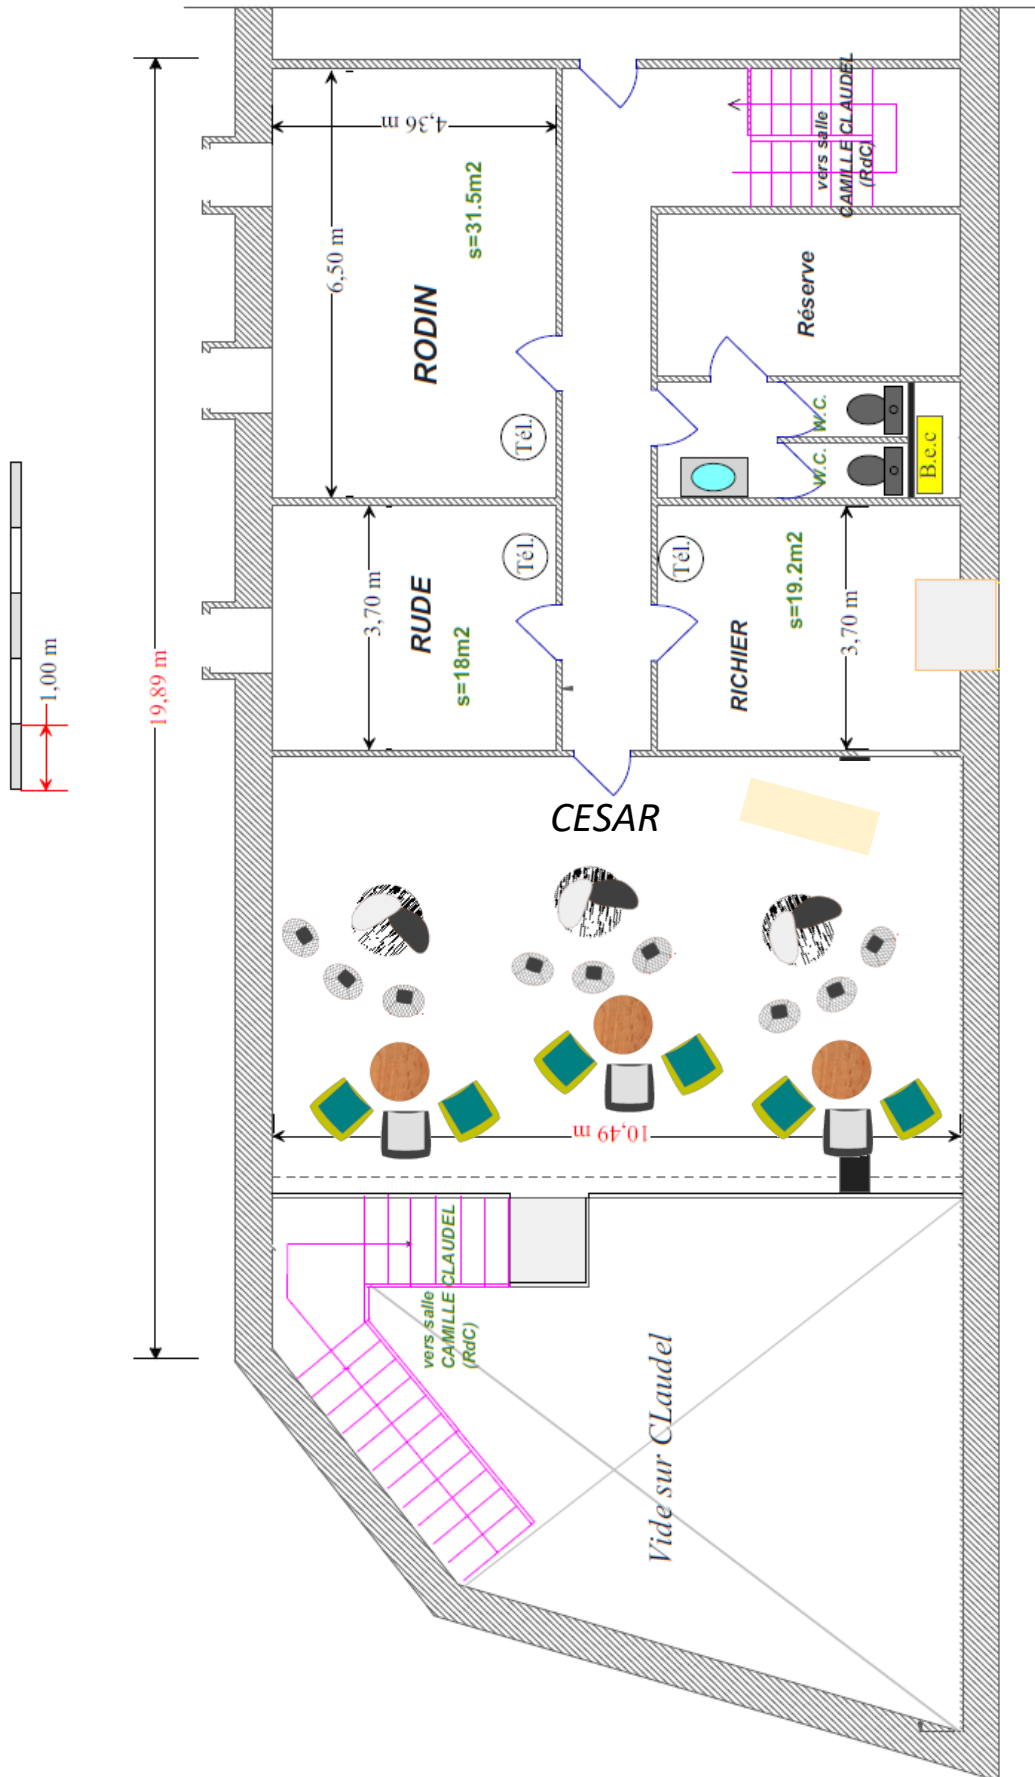 4,36 m
6,50 m
s=31.5m2
RODIN
Tél.
vers salle
CAMILLE CLAUDEL
(RdC)
Réserve
W.C.
W.C.
B.c.c
3,70 m
RUDE
s=18m2
Tél.
Tél.
s=19.2m2
RICHIER
3,70 m
1,00 m
19,89 m
CESAR
10,49 m
vers salle
CAMILLE CLAUDEL
(RdC)
Vide sur CLaudel